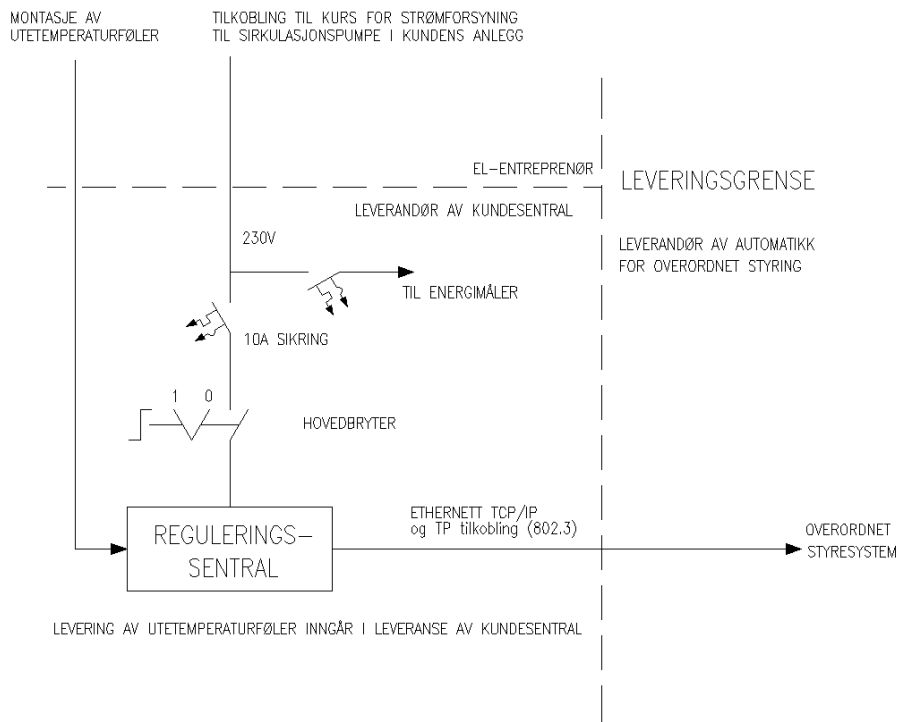 MONTASJE AV
UTETEMPERATURFØLER
TILKOBLING TIL KURS FOR STRØMFORSYNING
TIL SIRKULASJONSPUMPE I KUNDENS ANLEGG
EL-ENTREPRENØR
LEVERINGSGRENSE
LEVERANDØR AV KUNDESENTRAL
230V
LEVERANDØR AV AUTOMATIKK
FOR OVERORDNET STYRING
TIL ENERGIMÅLER
10A SIKRING
1 0
HOVEDBRYTER
ETHERNETT TCP/IP
og TP tilkobling (802.3)
REGULERINGS-
SENTRAL
OVERORDNET
STYRESYSTEM
LEVERING AV UTETEMPERATURFØLER INNGÅR I LEVERANSE AV KUNDESENTRAL